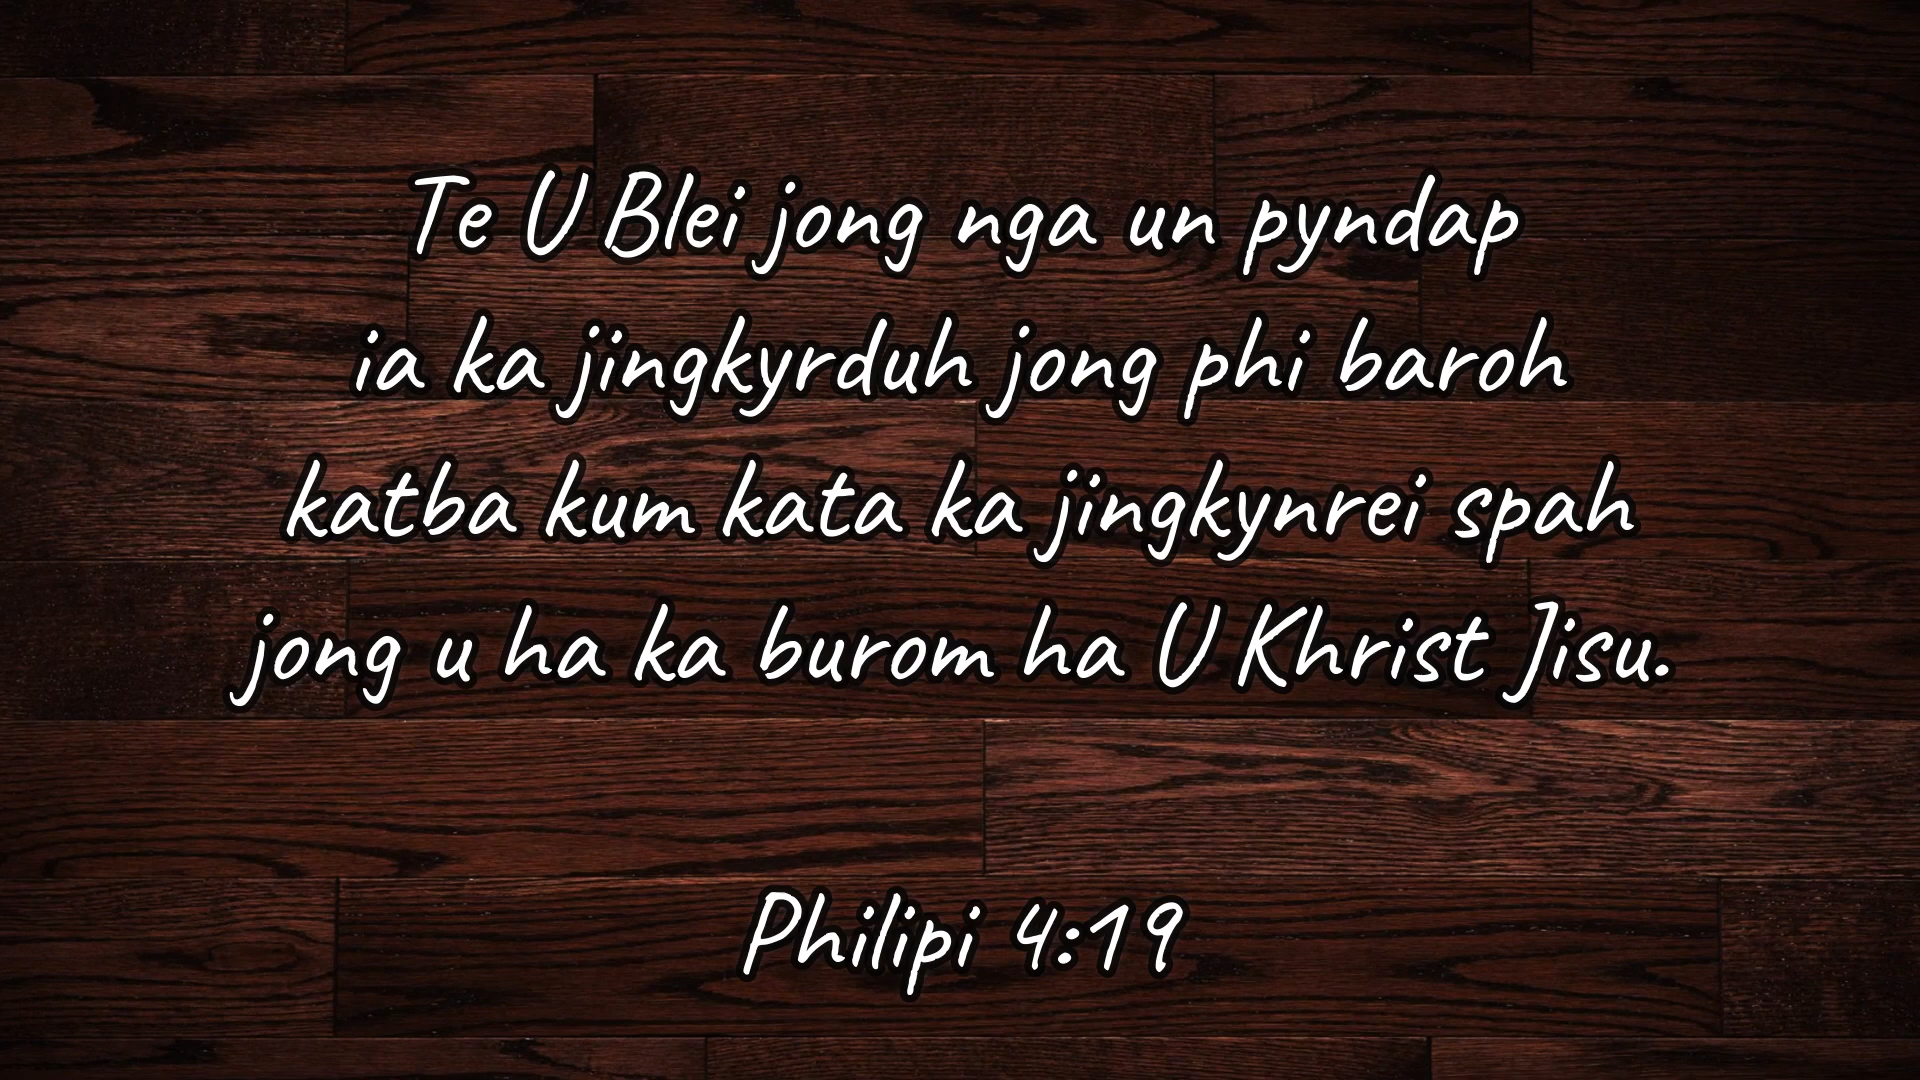 Te U Blei jong nga un pyndap
ia ka jingkyrduh jong phi baroh
katba kum kata ka jingkynrei spah
jong u ha ka burom ha U Khrist Jisu.
Philipi 4:19